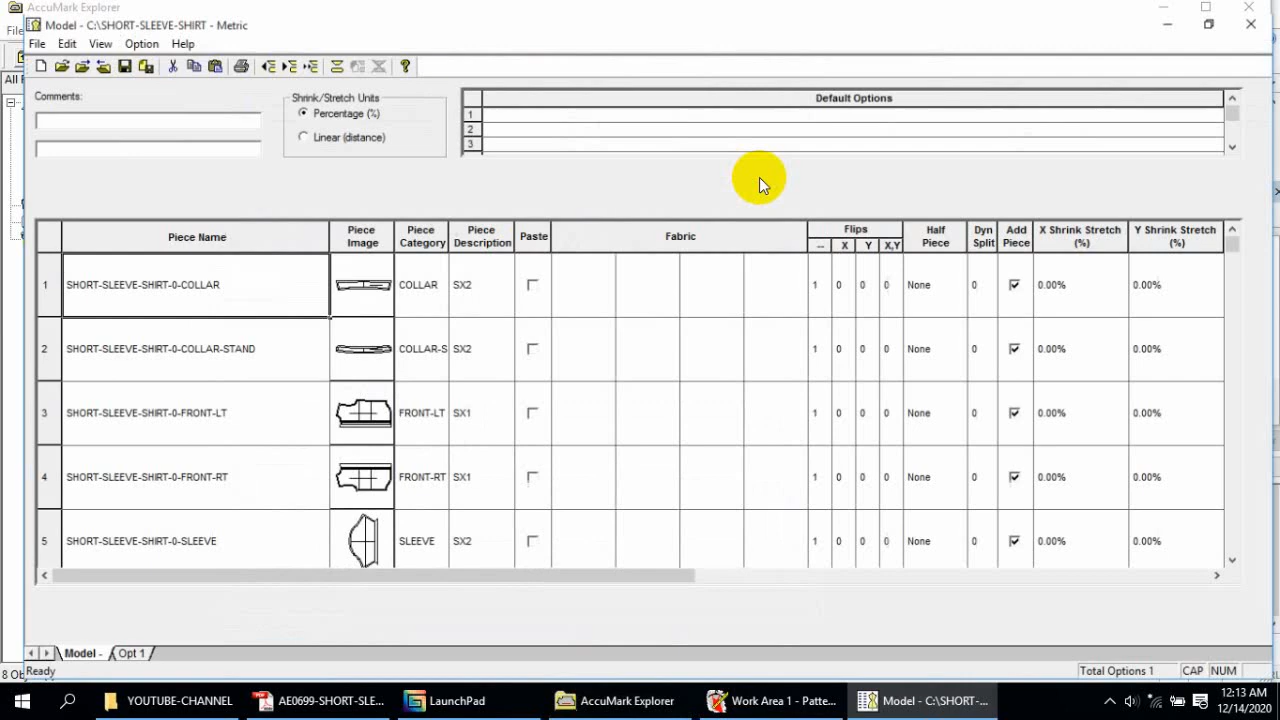 AccuMark Explorer
Model - C:\SHORT-SLEEVE-SHIRT - Metric
File Edit View Option Help
All
Comments:
Shrink/Stretch Units
Percentage (%)
Linear (distance)
Default Options
1
2
3
Piece Name Piece Image Piece Category Piece Description Paste Fabric Flips -- X Y X,Y Half Piece Dyn Split Add Piece X Shrink Stretch (%) Y Shrink Stretch (%)
1 SHORT-SLEEVE-SHIRT-0-COLLAR COLLAR SX2 1 0 0 0 None 0 0.00% 0.00%
2 SHORT-SLEEVE-SHIRT-0-COLLAR-STAND COLLAR-S SX2 1 0 0 0 None 0 0.00% 0.00%
3 SHORT-SLEEVE-SHIRT-0-FRONT-LT FRONT-LT SX1 1 0 0 0 None 0 0.00% 0.00%
4 SHORT-SLEEVE-SHIRT-0-FRONT-RT FRONT-RT SX1 1 0 0 0 None 0 0.00% 0.00%
5 SHORT-SLEEVE-SHIRT-0-SLEEVE SLEEVE SX2 1 0 0 0 None 0 0.00% 0.00%
Model - Opt 1
Ready Total Options 1 CAP NUM
YOUTUBE-CHANNEL AE0699-SHORT-SLE... LaunchPad AccuMark Explorer Work Area 1 - Patte... Model - C:\SHORT-...
12:13 AM
12/14/2020